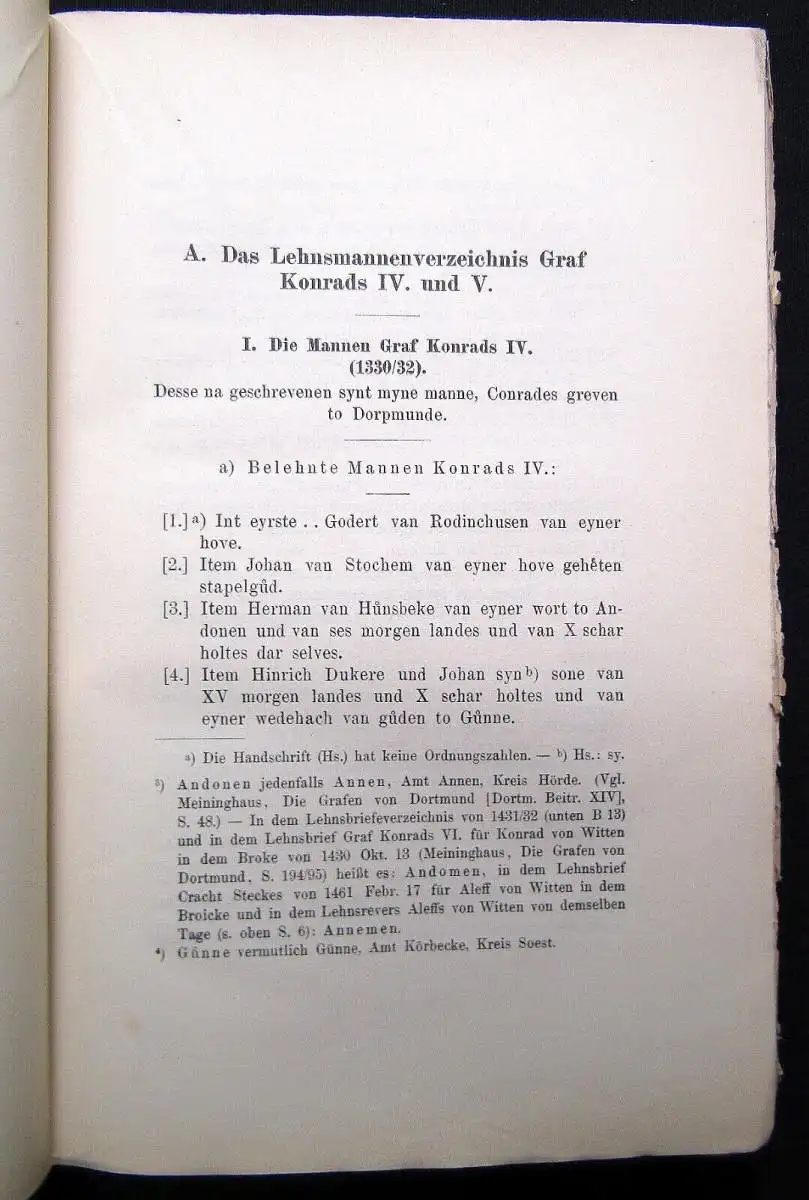 A. Das Lehnsmannenverzeichnis Graf
Konrads IV. und V.
I. Die Mannen Graf Konrads IV.
(1330/32).
Desse na geschrevenen synt myne manne, Conrades greven
to Dorpmunde.
a) Belehnte Mannen Konrads IV.:
[1.] a) Int eyrste . . Godert van Rodinchusen van eyner
hove.
[2.] Item Johan van Stochem van eyner hove gehêten
stapelgůd.
[3.] Item Herman van Hůnsbeke van eyner wort to An-
donen und van ses morgen landes und van X schar
holtes dar selves.
[4.] Item Hinrich Dukere und Johan syn b) sone van
XV morgen landes und X schar holtes und van
eyner wedehach van gůden to Gůnne.
a) Die Handschrift (Hs.) hat keine Ordnungszahlen. — b) Hs.: sy.
3) Andonen jedenfalls Annen, Amt Annen, Kreis Hörde. (Vgl.
Meininghaus, Die Grafen von Dortmund [Dortm. Beitr. XIV],
S. 48.) — In dem Lehnsbriefeverzeichnis von 1431/32 (unten B 13)
und in dem Lehnsbrief Graf Konrads VI. für Konrad von Witten
in dem Broke von 1430 Okt. 13 (Meininghaus, Die Grafen von
Dortmund, S. 194/95) heißt es: Andomen, in dem Lehnsbrief
Cracht Steckes von 1461 Febr. 17 für Aleff von Witten in dem
Broicke und in dem Lehnsrevers Aleffs von Witten von demselben
Tage (s. oben S. 6): Annemen.
4) Gůnne vermutlich Günne, Amt Körbecke, Kreis Soest.